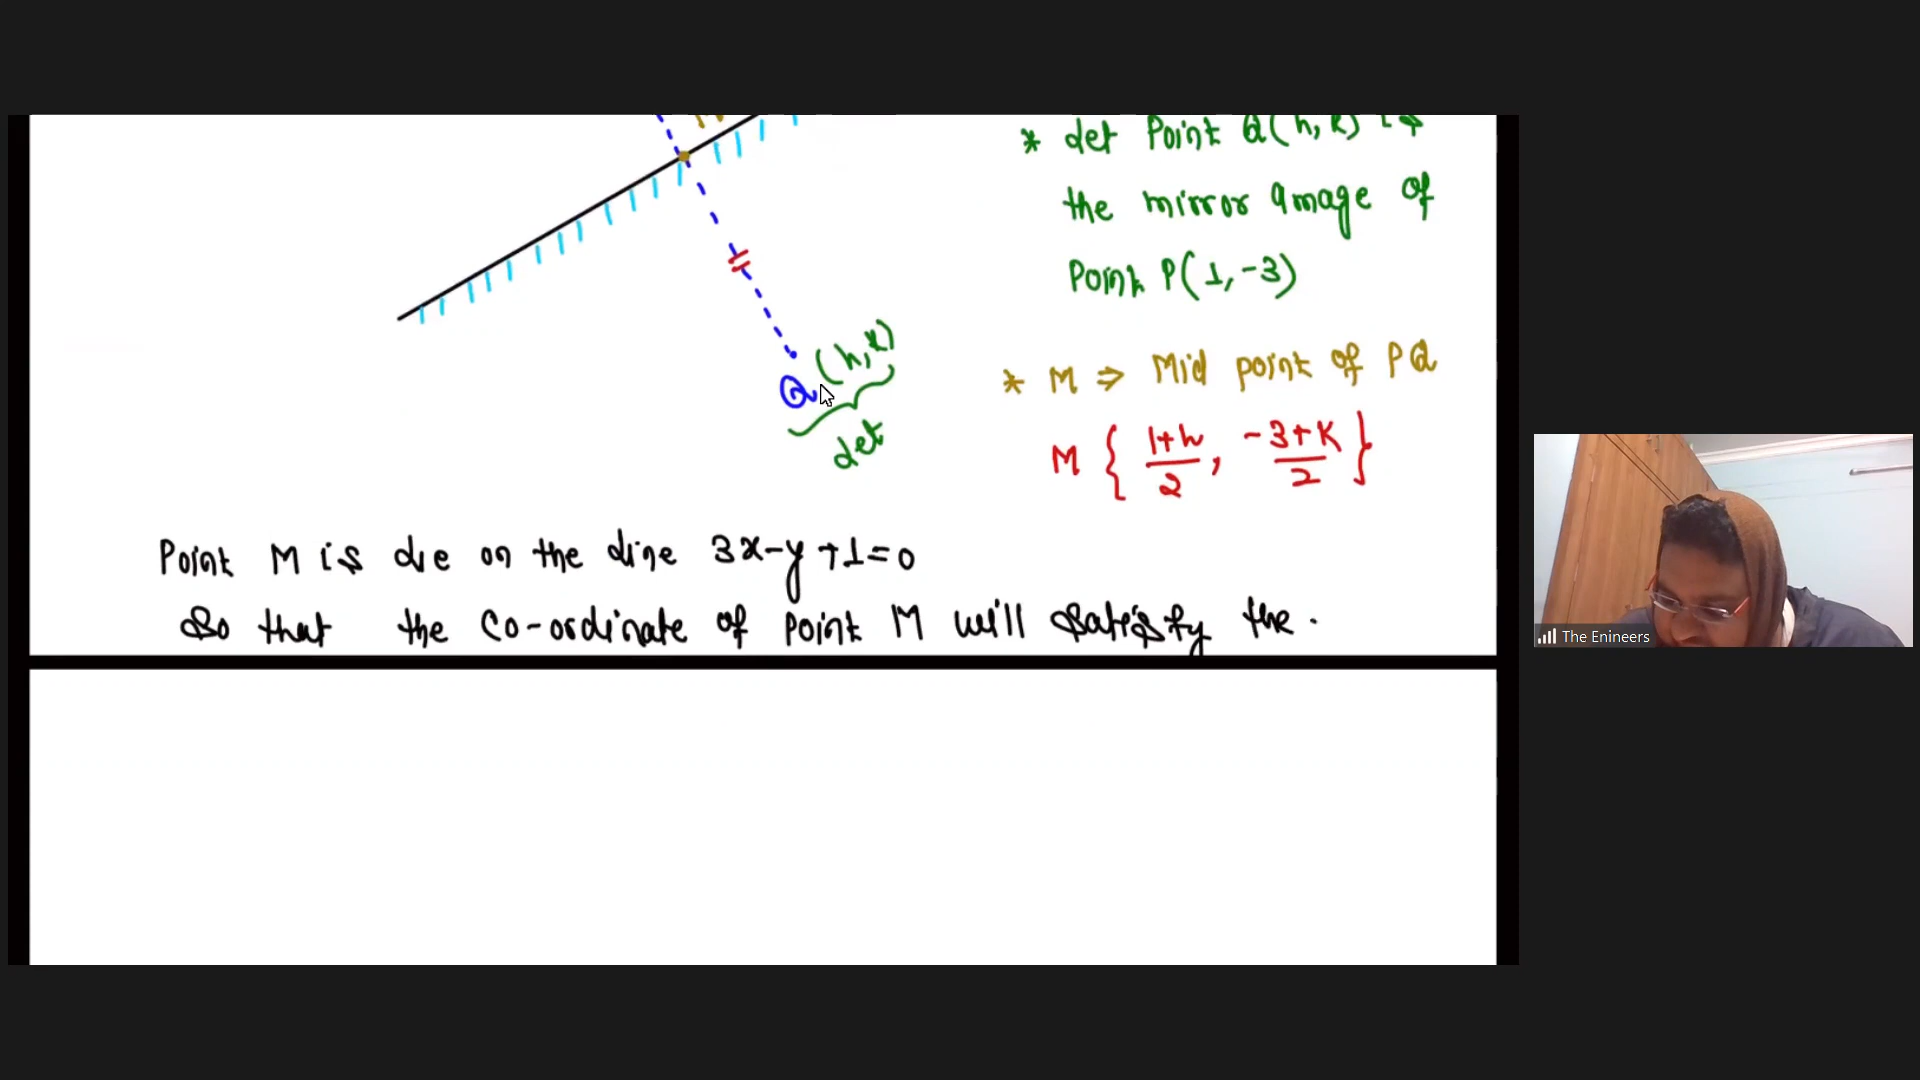 * Let Point Q(h, k) is
the mirror Image of
Point P(1, -3)
(h, k)
Q
Let
* M ⇒ Mid point of PQ
M { 1+h/2 , -3+k/2 }
Point M is Lie on the Line 3x-y+1=0
So that the Co-ordinate of Point M will satisfy the.
The Enineers